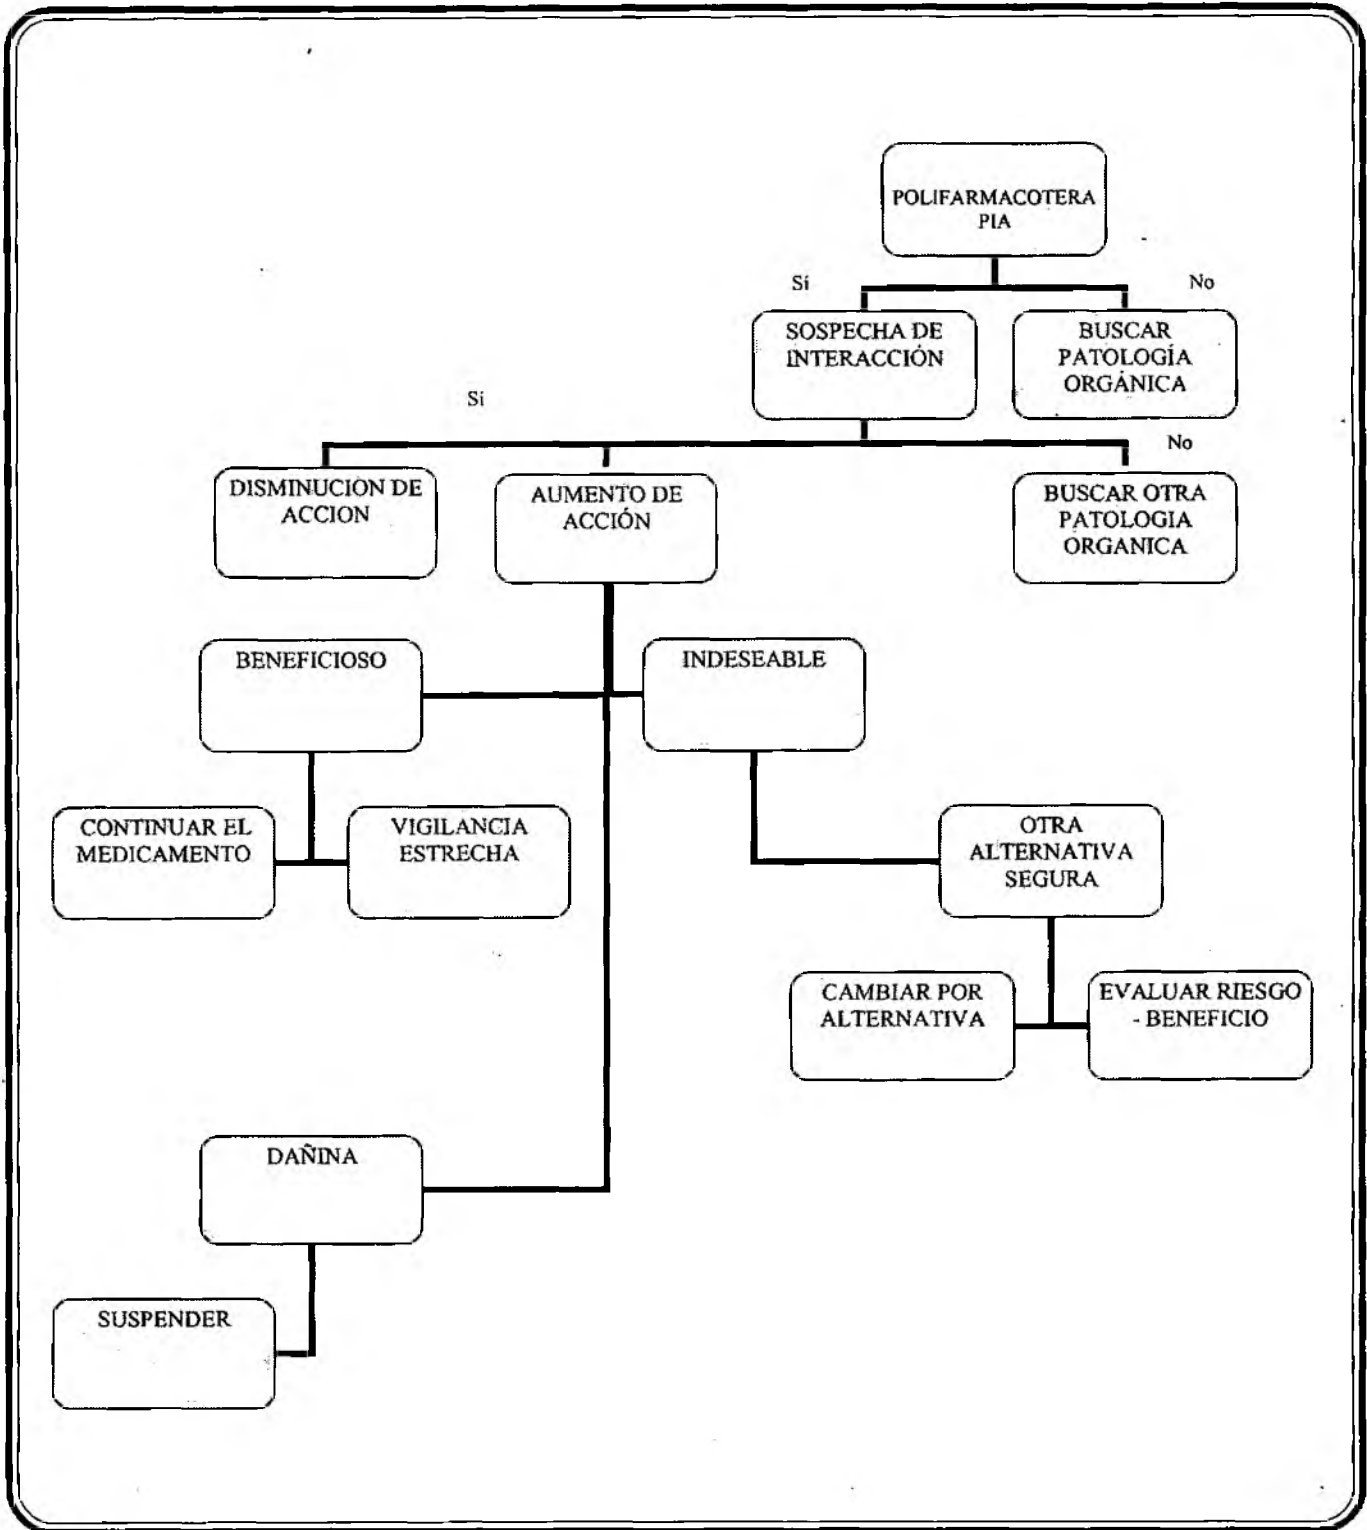 POLIFARMACOTERA
PIA
Sí
No
SOSPECHA DE
INTERACCIÓN
BUSCAR
PATOLOGÍA
ORGÁNICA
Si
No
DISMINUCION DE
ACCION
AUMENTO DE
ACCIÓN
BUSCAR OTRA
PATOLOGIA
ORGANICA
BENEFICIOSO
INDESEABLE
CONTINUAR EL
MEDICAMENTO
VIGILANCIA
ESTRECHA
OTRA
ALTERNATIVA
SEGURA
CAMBIAR POR
ALTERNATIVA
EVALUAR RIESGO
- BENEFICIO
DAÑINA
SUSPENDER